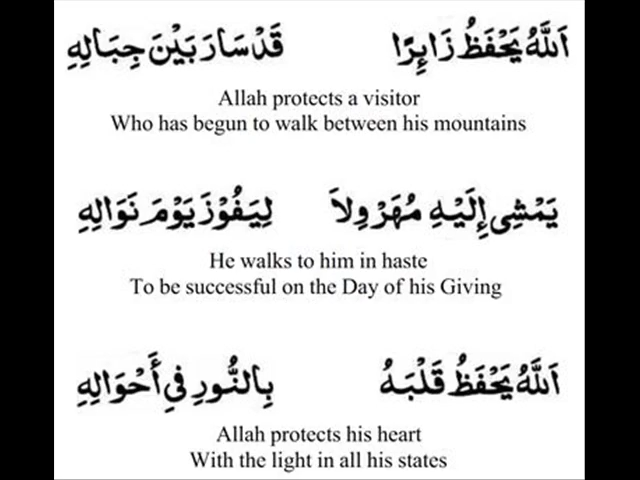 اَللَّهُ يَحْفَظُ زَائِرًا قَدْ سَارَ بَيْنَ جِبَالِهِ
Allah protects a visitor
Who has begun to walk between his mountains
يَمْشِي إِلَيْهِ مُهَرْوِلاً لِيَفُوْزَ يَوْمَ نَوَالِهِ
He walks to him in haste
To be successful on the Day of his Giving
اَللَّهُ يَحْفَظُ قَلْبَهُ بِالنُّورِ فِي أَحْوَالِهِ
Allah protects his heart
With the light in all his states